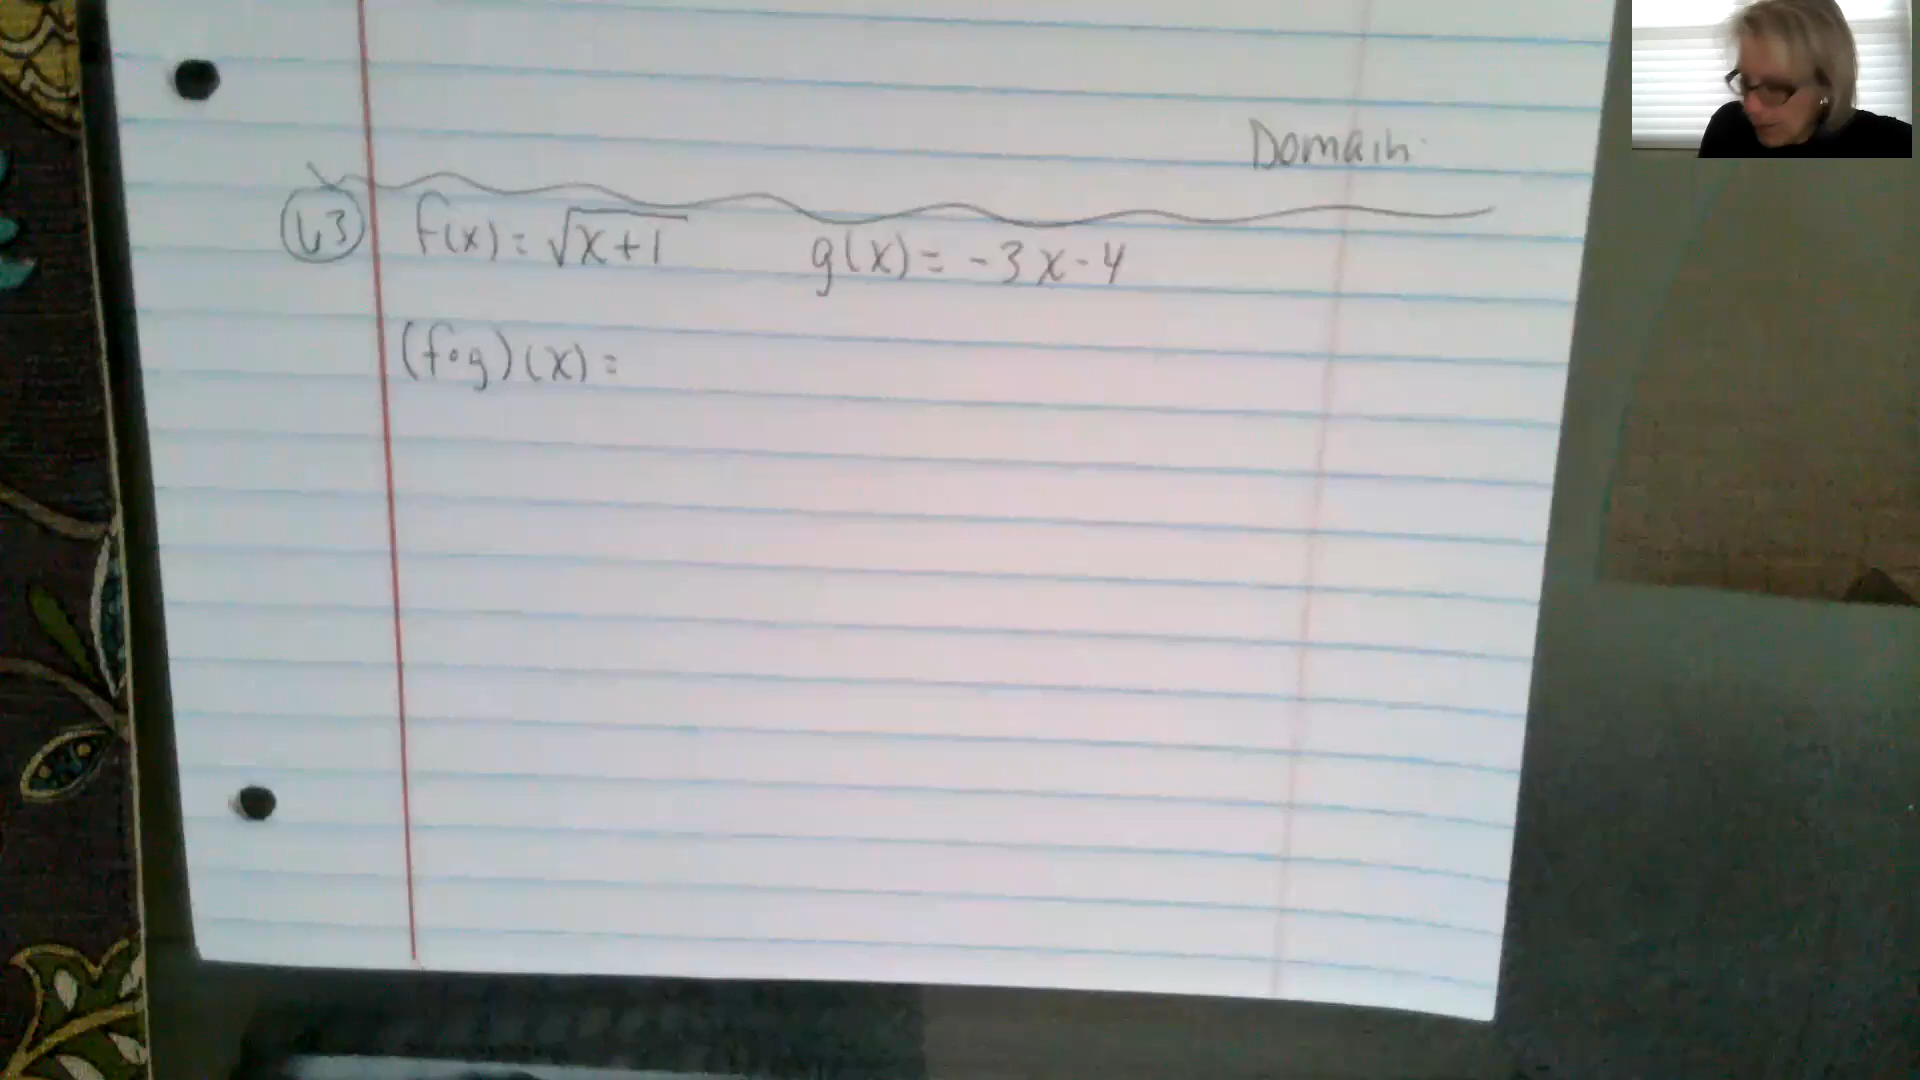 Domain:
63 f(x) = √x+1 g(x) = -3x-4
(f∘g)(x) =